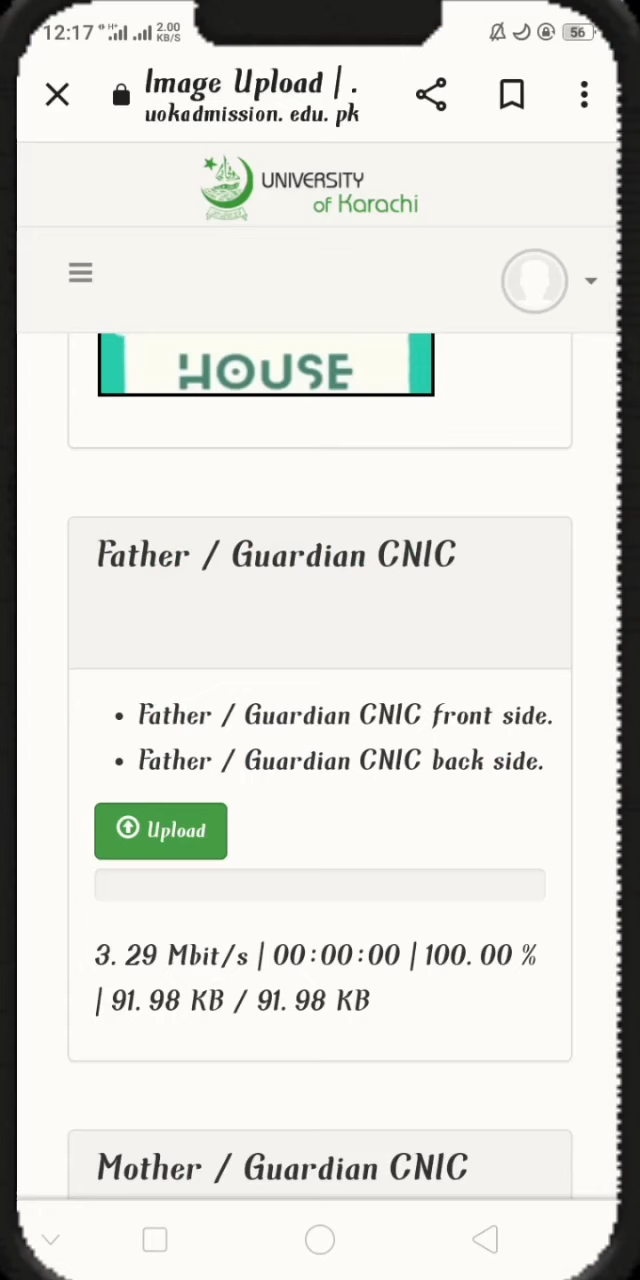 12:17 H+ 2.00 KB/S 56
Image Upload | .
uokadmission. edu. pk
UNIVERSITY
of Karachi
HOUSE
Father / Guardian CNIC
• Father / Guardian CNIC front side.
• Father / Guardian CNIC back side.
Upload
3. 29 Mbit/s | 00:00:00 | 100. 00 %
| 91. 98 KB / 91. 98 KB
Mother / Guardian CNIC